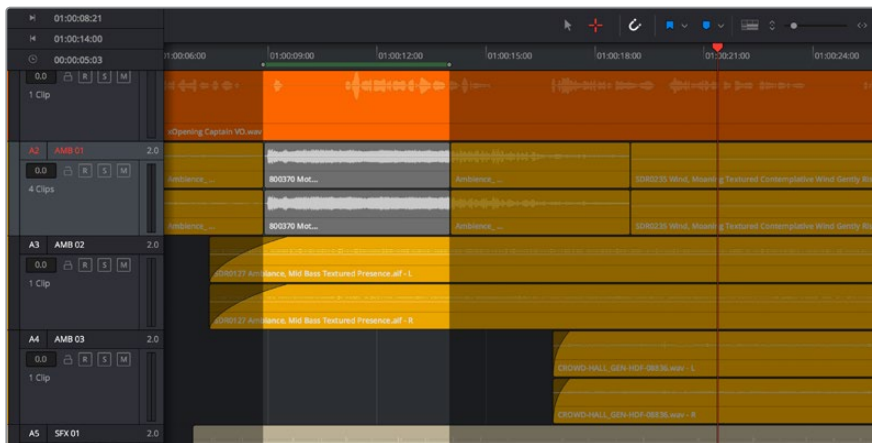 01:00:08:21
01:00:14:00
00:00:05:03
01:00:06:00 01:00:09:00 01:00:12:00 01:00:15:00 01:00:18:00 01:00:21:00 01:00:24:00
0.0 R S M
1 Clip
xOpening Captain VO.wav
A2 AMB 01 2.0
0.0 R S M
4 Clips
Ambience_ ... 800370 Mot... Ambience_ ... SDR0235 Wind, Moaning Textured Contemplative Wind Gently
Ambience_ ... 800370 Mot... Ambience_ ... SDR0235 Wind, Moaning Textured Contemplative Wind Gently
A3 AMB 02 2.0
0.0 R S M
1 Clip
SDR0127 Ambiance, Mid Bass Textured Presence.aif - L
SDR0127 Ambiance, Mid Bass Textured Presence.aif - R
A4 AMB 03 2.0
0.0 R S M
1 Clip
CROWD-HALL_GEN-HDF-08836.wav - L
CROWD-HALL_GEN-HDF-08836.wav - R
A5 SFX 01 2.0